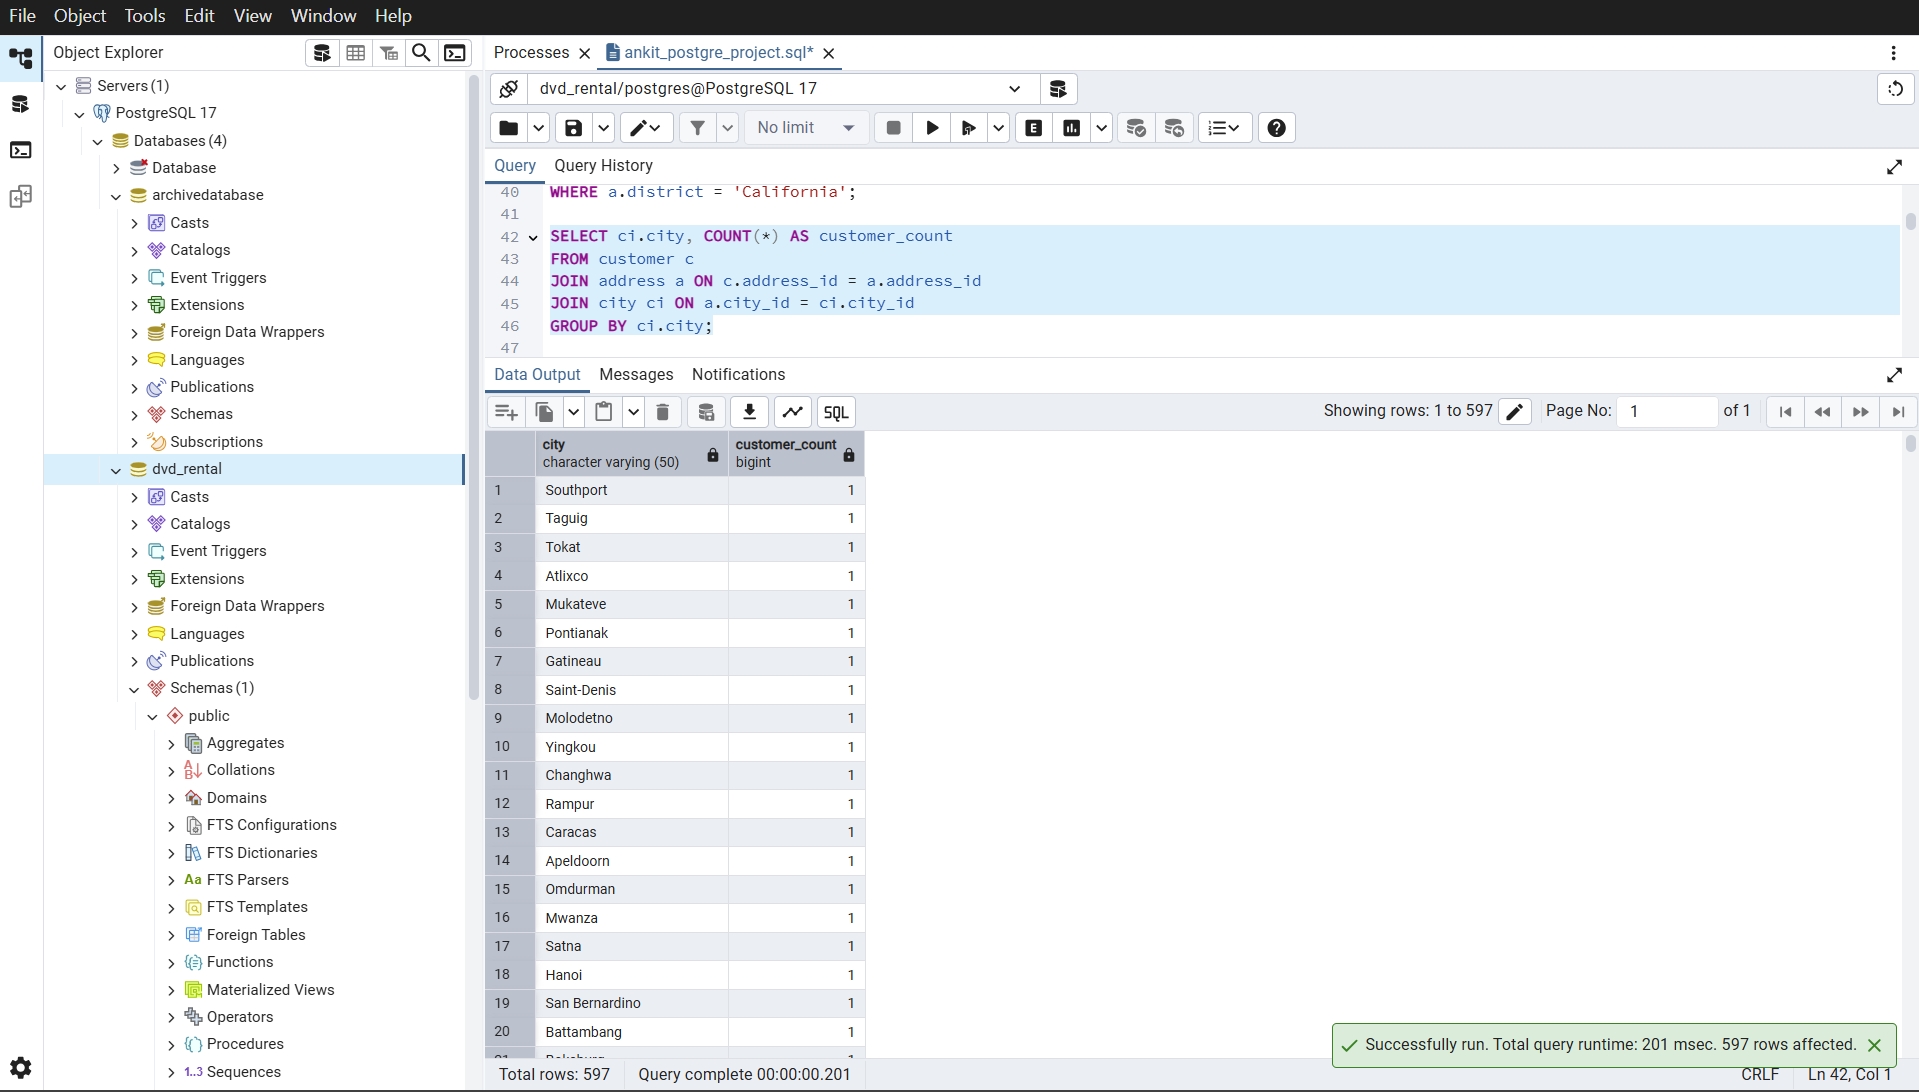 File Object Tools Edit View Window Help
Object Explorer
Servers (1)
PostgreSQL 17
Databases (4)
Database
archivedatabase
Casts
Catalogs
Event Triggers
Extensions
Foreign Data Wrappers
Languages
Publications
Schemas
Subscriptions
dvd_rental
Casts
Catalogs
Event Triggers
Extensions
Foreign Data Wrappers
Languages
Publications
Schemas (1)
public
Aggregates
Collations
Domains
FTS Configurations
FTS Dictionaries
Aa FTS Parsers
FTS Templates
Foreign Tables
Functions
Materialized Views
Operators
Procedures
1..3 Sequences
Processes ankit_postgre_project.sql*
dvd_rental/postgres@PostgreSQL 17
No limit E
Query Query History
40 WHERE a.district = 'California';
41
42 SELECT ci.city, COUNT(*) AS customer_count
43 FROM customer c
44 JOIN address a ON c.address_id = a.address_id
45 JOIN city ci ON a.city_id = ci.city_id
46 GROUP BY ci.city;
47
Data Output Messages Notifications
SQL Showing rows: 1 to 597 Page No: 1 of 1
city customer_count
character varying (50) bigint
1 Southport 1
2 Taguig 1
3 Tokat 1
4 Atlixco 1
5 Mukateve 1
6 Pontianak 1
7 Gatineau 1
8 Saint-Denis 1
9 Molodetno 1
10 Yingkou 1
11 Changhwa 1
12 Rampur 1
13 Caracas 1
14 Apeldoorn 1
15 Omdurman 1
16 Mwanza 1
17 Satna 1
18 Hanoi 1
19 San Bernardino 1
20 Battambang 1
Successfully run. Total query runtime: 201 msec. 597 rows affected.
Total rows: 597 Query complete 00:00:00.201 CRLF Ln 42, Col 1